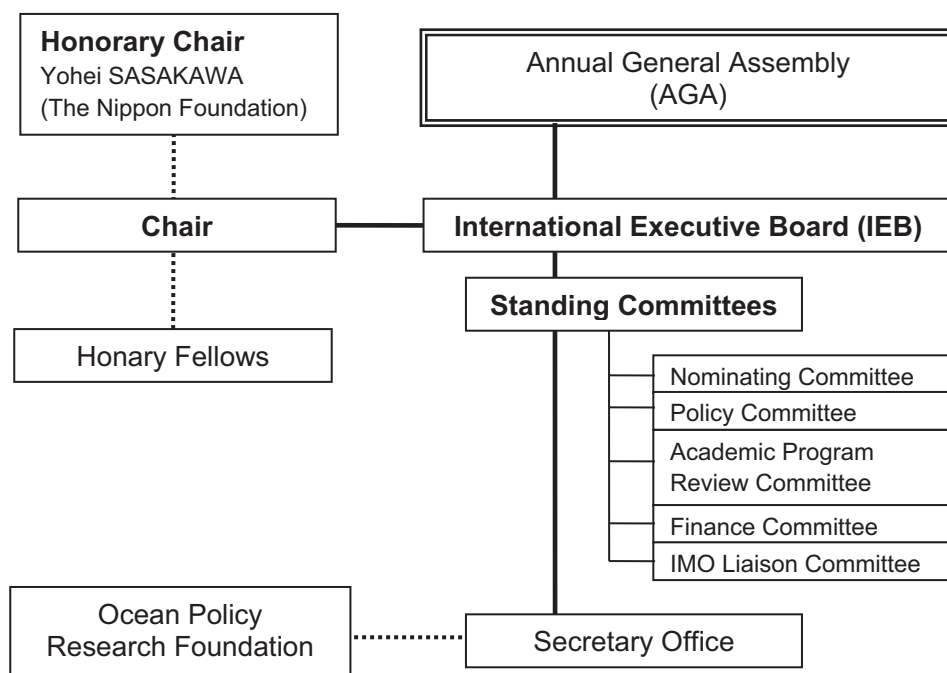 Honorary Chair
Yohei SASAKAWA
(The Nippon Foundation)
Annual General Assembly
(AGA)
Chair
International Executive Board (IEB)
Standing Committees
Honary Fellows
Nominating Committee
Policy Committee
Academic Program
Review Committee
Finance Committee
IMO Liaison Committee
Ocean Policy
Research Foundation
Secretary Office